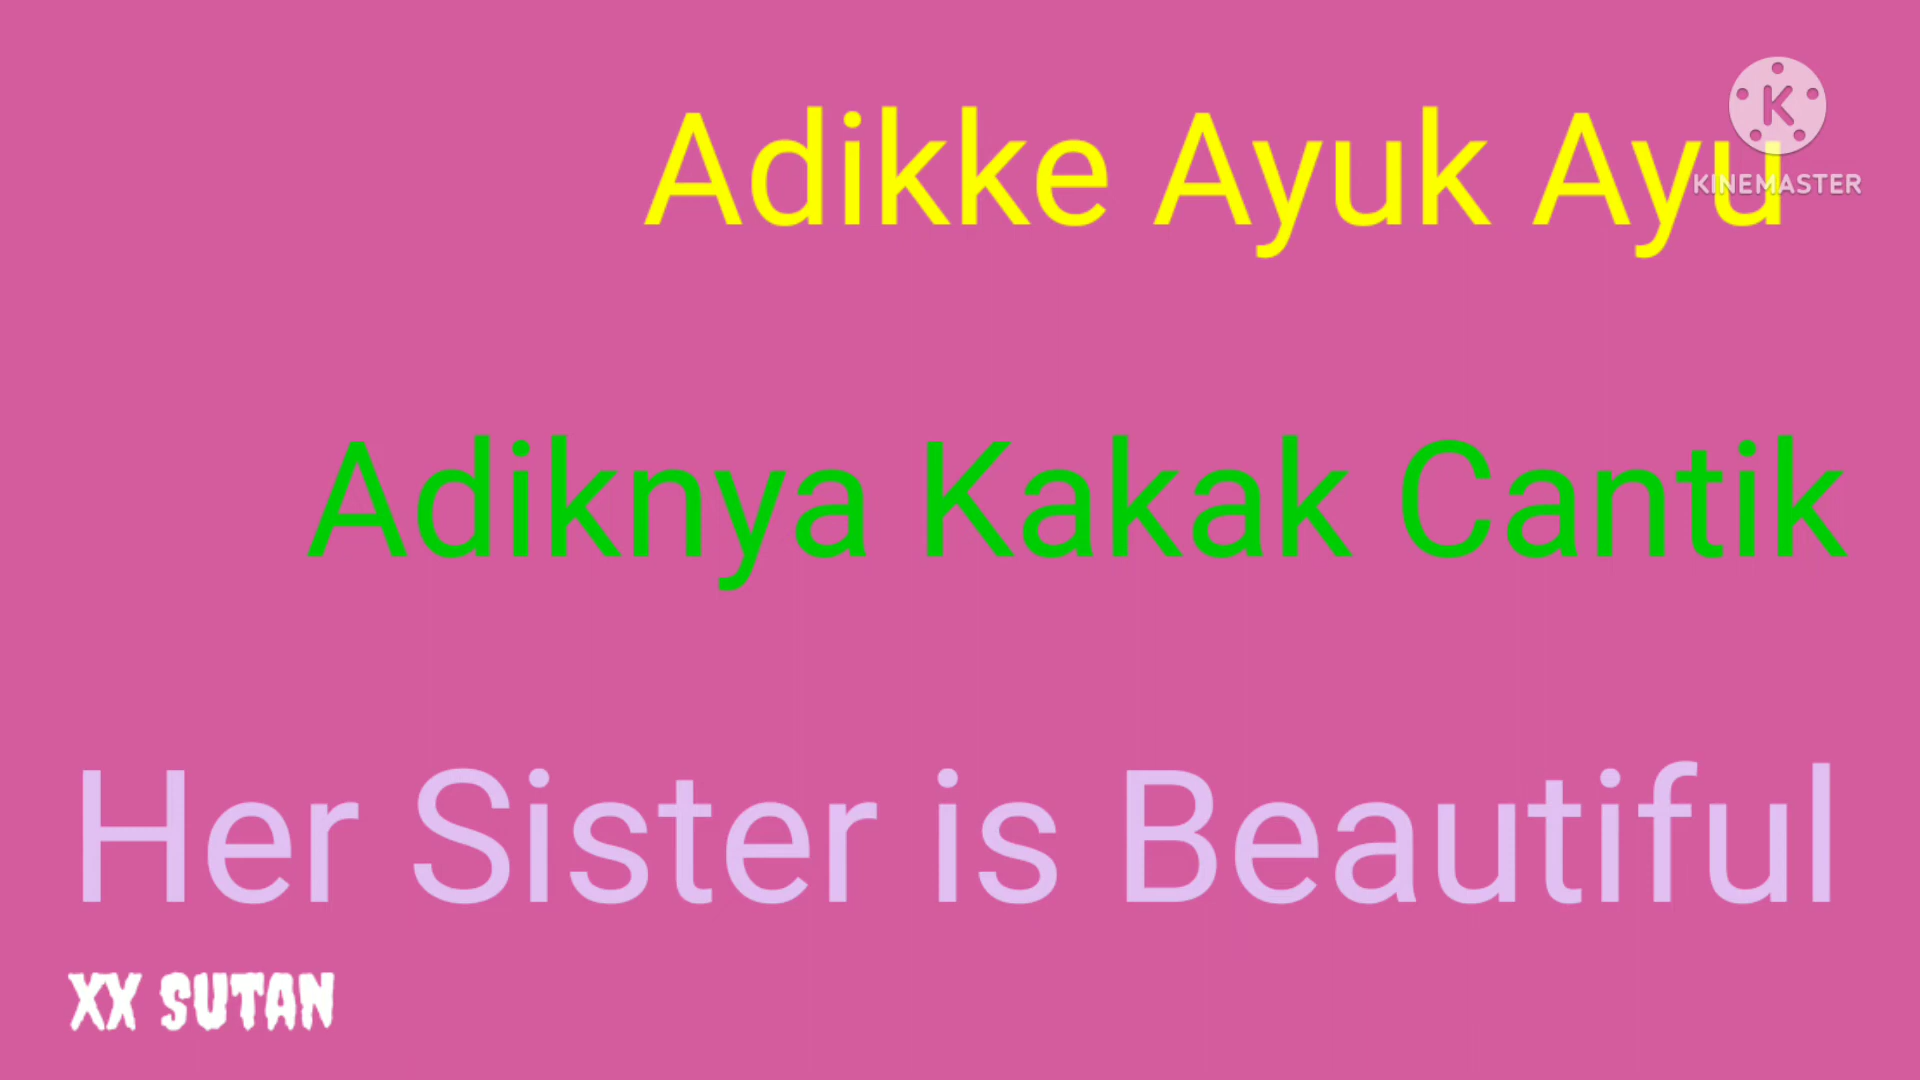 Adikke Ayuk Ayu
K
KINEMASTER
Adiknya Kakak Cantik
Her Sister is Beautiful
XX SUTAN